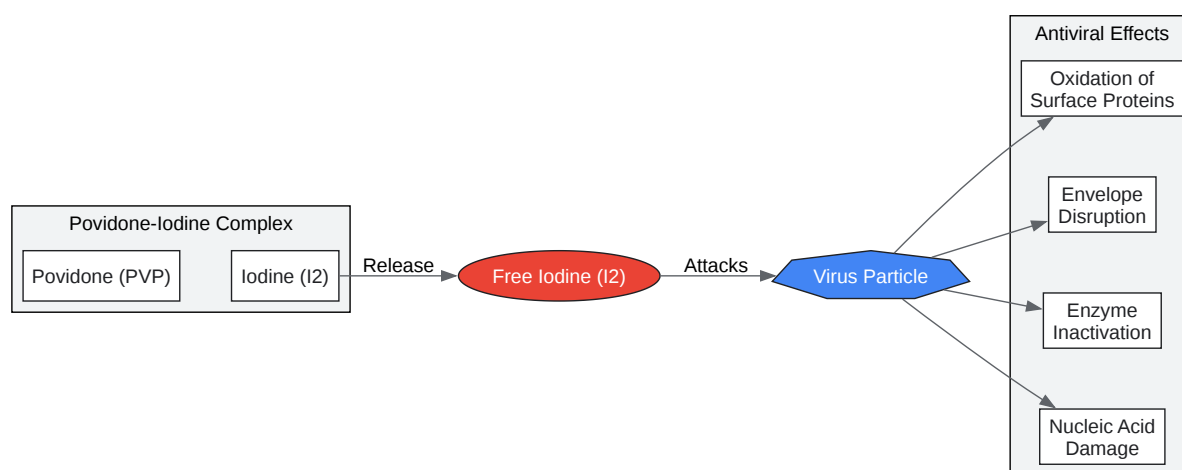 Povidone-Iodine Complex
Povidone (PVP)
Iodine (I2)
Release
Free Iodine (I2)
Attacks
Virus Particle
Antiviral Effects
Oxidation of
Surface Proteins
Envelope
Disruption
Enzyme
Inactivation
Nucleic Acid
Damage